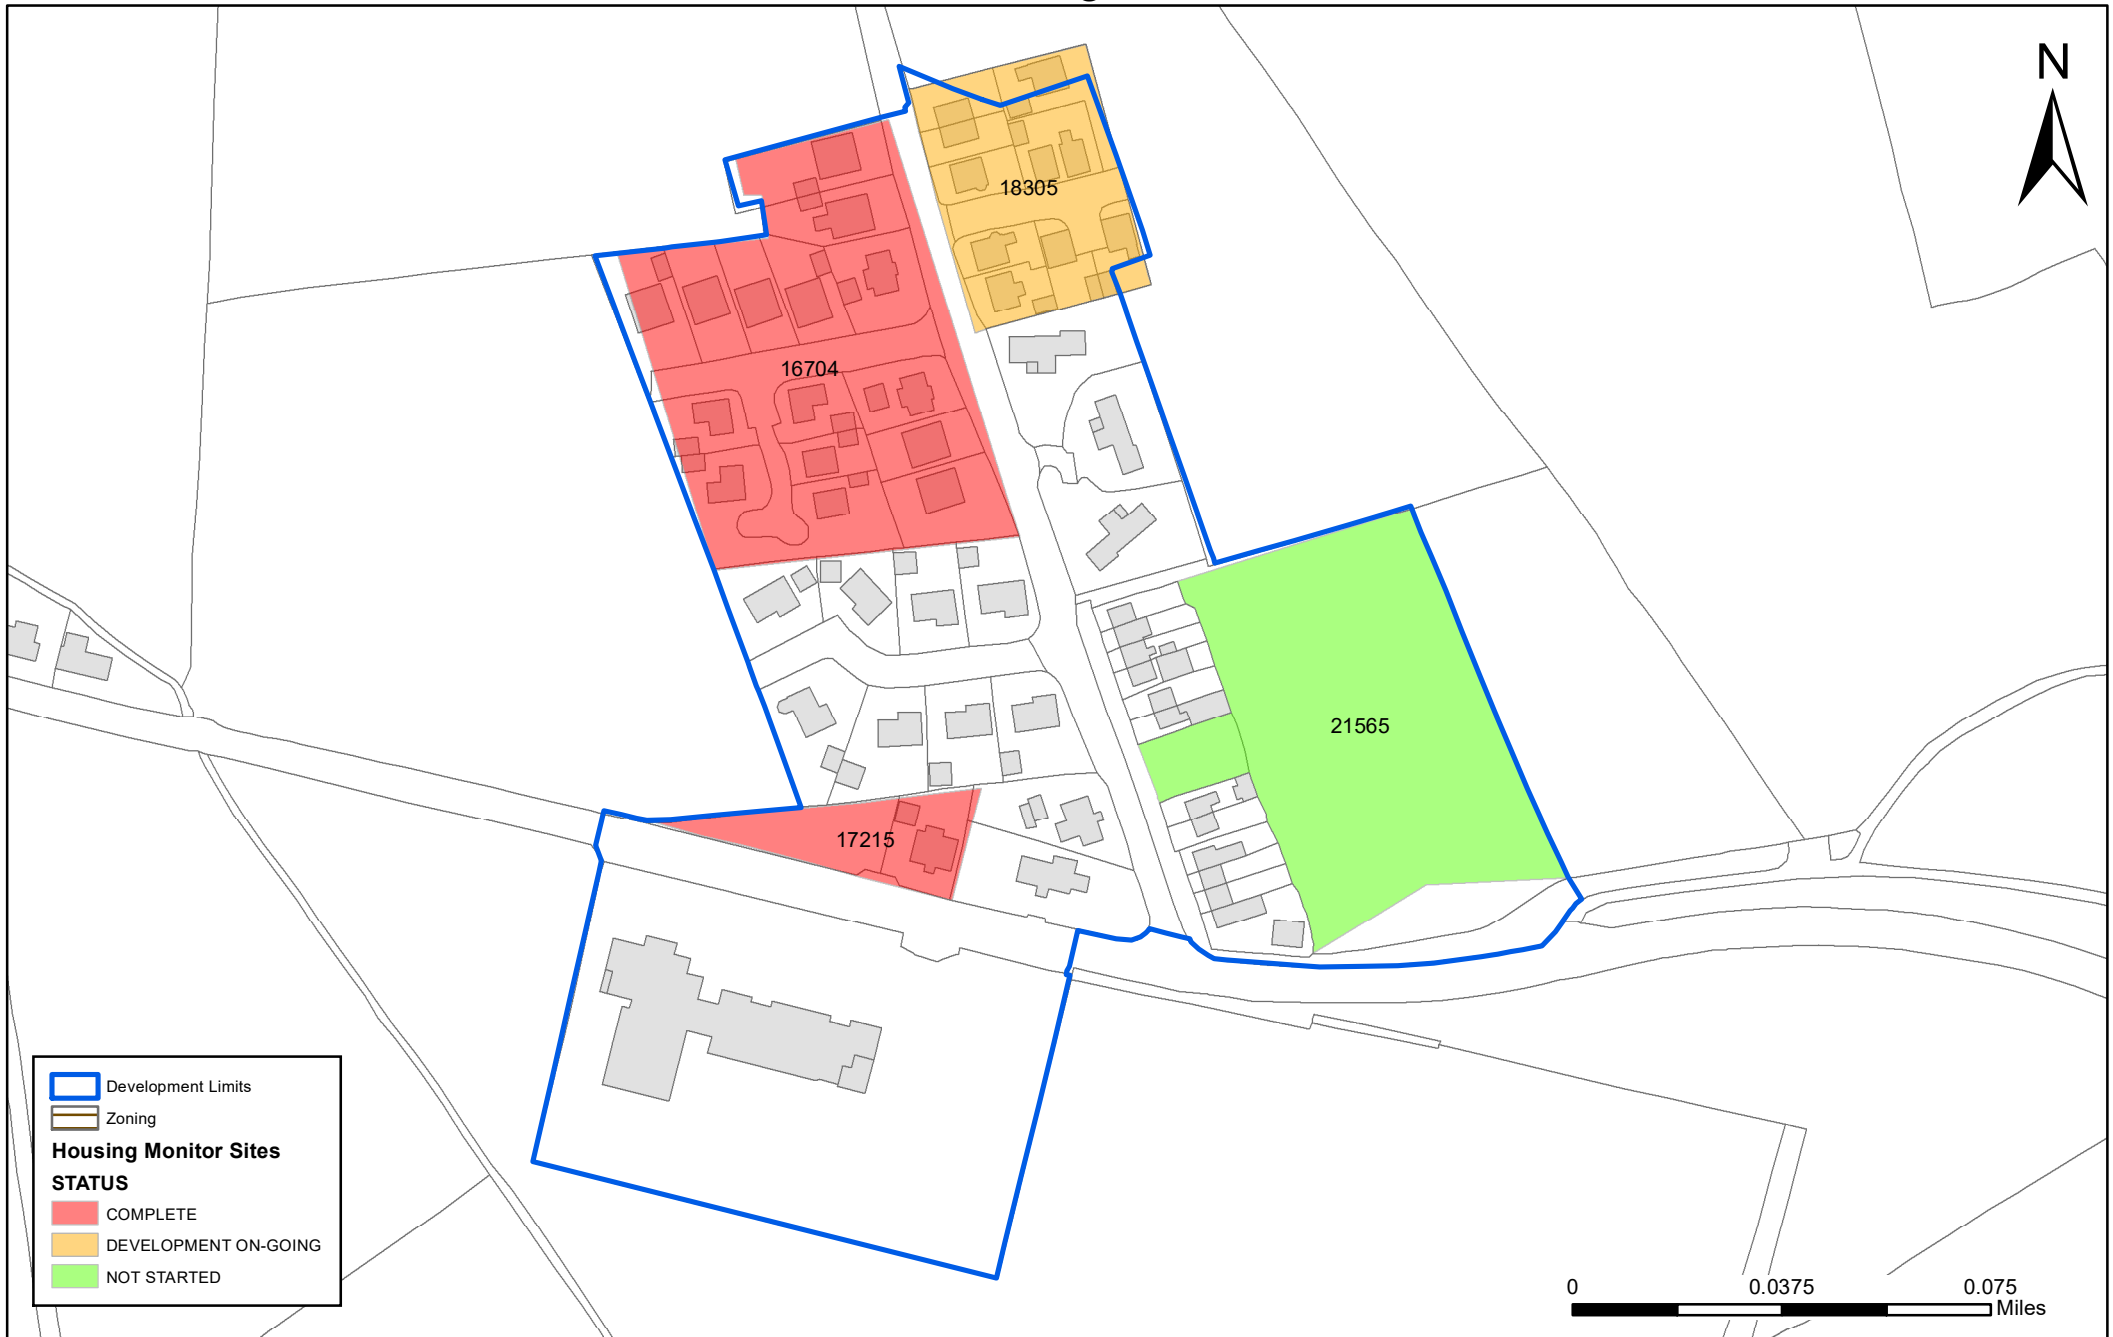 N
18305
16704
21565
17215
Development Limits
Zoning
Housing Monitor Sites
STATUS
COMPLETE
DEVELOPMENT ON-GOING
NOT STARTED
0 0.0375 0.075
Miles